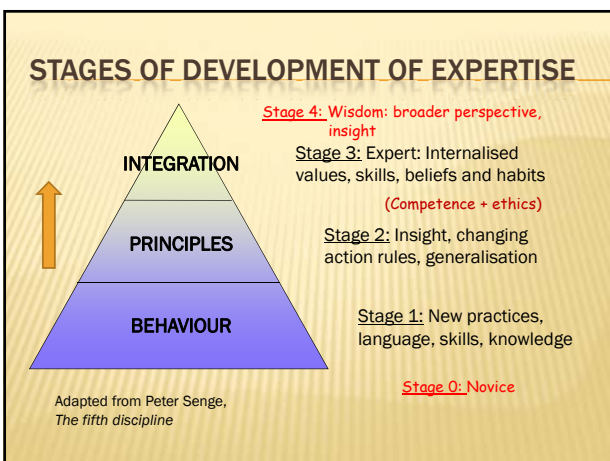 STAGES OF DEVELOPMENT OF EXPERTISE
Stage 4: Wisdom: broader perspective,
insight
INTEGRATION
Stage 3: Expert: Internalised
values, skills, beliefs and habits
(Competence + ethics)
PRINCIPLES
Stage 2: Insight, changing
action rules, generalisation
BEHAVIOUR
Stage 1: New practices,
language, skills, knowledge
Stage 0: Novice
Adapted from Peter Senge,
The fifth discipline